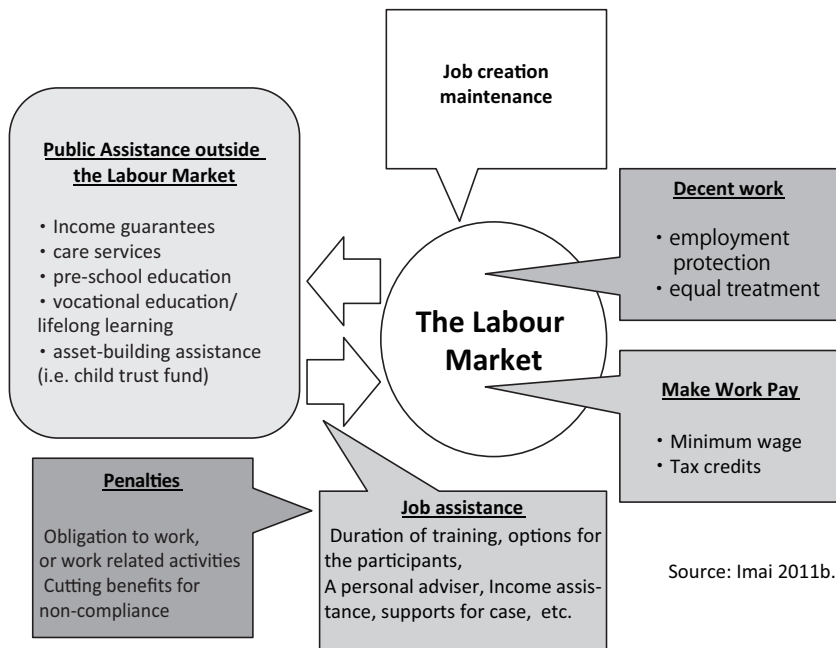 Job creation
maintenance
Public Assistance outside
the Labour Market
・Income guarantees
・care services
・pre-school education
・vocational education/
lifelong learning
・asset-building assistance
(i.e. child trust fund)
Decent work
・employment
protection
・equal treatment
The Labour
Market
Make Work Pay
・Minimum wage
・Tax credits
Penalties
Obligation to work,
or work related activities
Cutting benefits for
non-compliance
Job assistance
Duration of training, options for
the participants,
A personal adviser, Income assis-
tance, supports for case, etc.
Source: Imai 2011b.